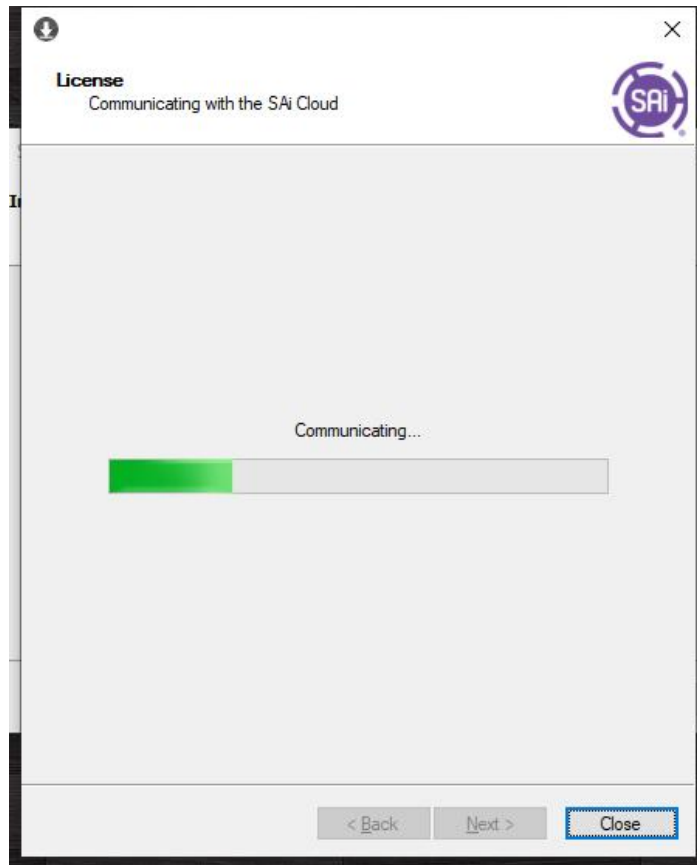 License
Communicating with the SAi Cloud
SAi
Communicating...
< Back
Next >
Close